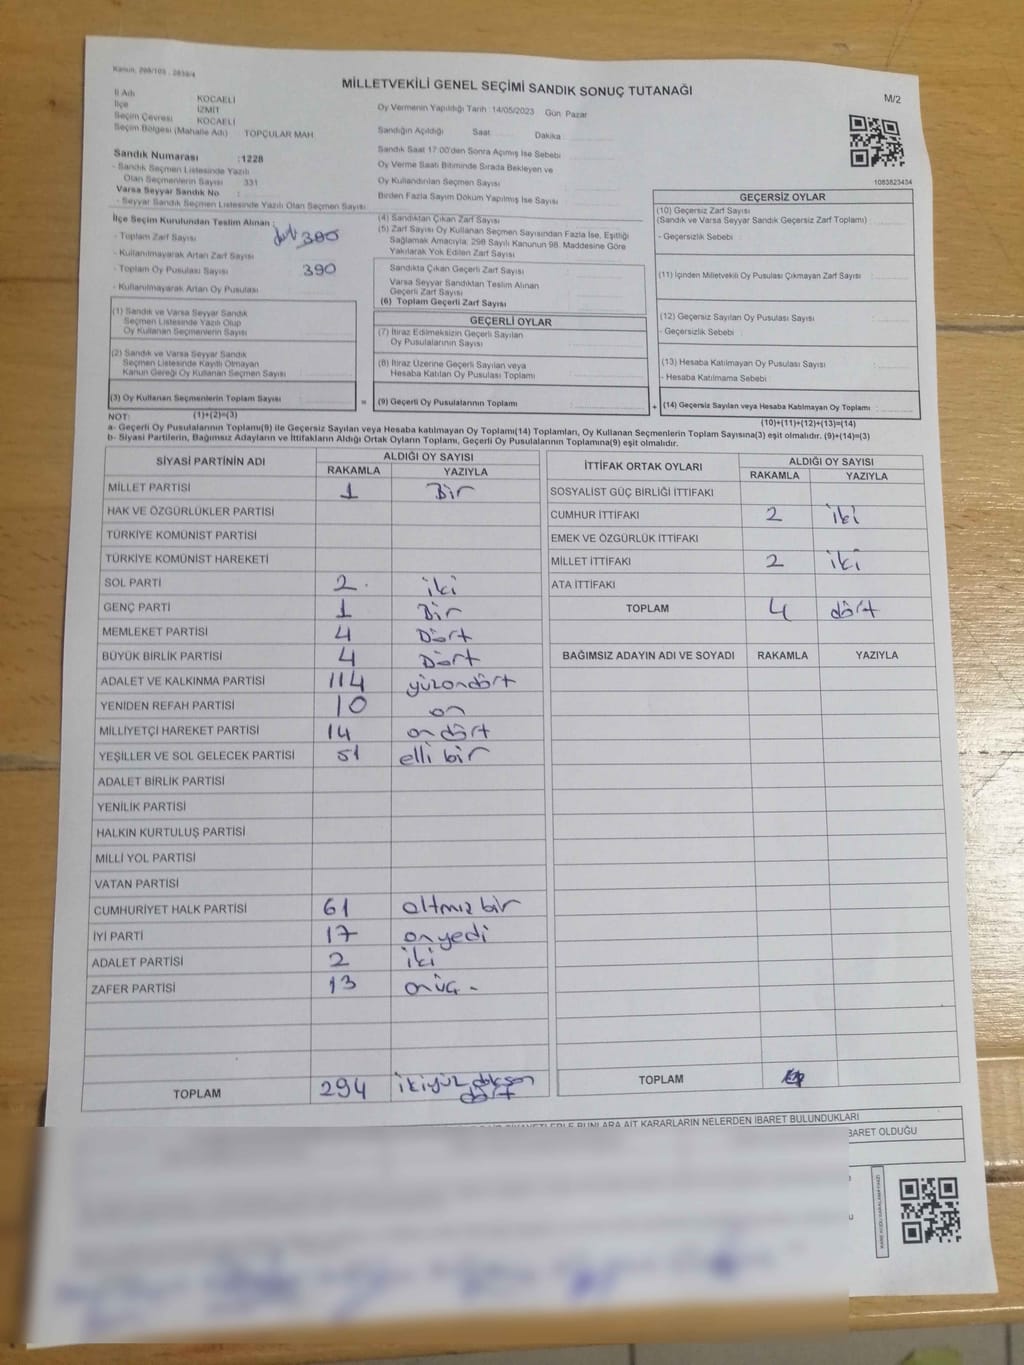 Kanun, 298/105 - 2839/4
MİLLETVEKİLİ GENEL SEÇİMİ SANDIK SONUÇ TUTANAĞI
M/2
İl Adı KOCAELİ
İlçe İZMİT
Seçim Çevresi KOCAELİ
Seçim Bölgesi (Mahalle Adı) TOPÇULAR MAH.
Oy Vermenin Yapıldığı Tarih :14/05/2023 Gün Pazar
Sandığın Açıldığı Saat Dakika
Sandık Saat 17:00'den Sonra Açılmış İse Sebebi
Oy Verme Saati Bitiminde Sırada Bekleyen ve
Oy Kullandırılan Seçmen Sayısı
Birden Fazla Sayım Döküm Yapılmış İse Sayısı
1083823434
Sandık Numarası :1228
- Sandık Seçmen Listesinde Yazılı
Olan Seçmenlerin Sayısı 331
Varsa Seyyar Sandık No :
- Seyyar Sandık Seçmen Listesinde Yazılı Olan Seçmen Sayısı
İlçe Seçim Kurulundan Teslim Alınan :
- Toplam Zarf Sayısı
- Kullanılmayarak Artan Zarf Sayısı
- Toplam Oy Pusulası Sayısı 390
- Kullanılmayarak Artan Oy Pusulası
(1) Sandık ve Varsa Seyyar Sandık
Seçmen Listesinde Yazılı Olup
Oy Kullanan Seçmenlerin Sayısı
(2) Sandık ve Varsa Seyyar Sandık
Seçmen Listesinde Kayıtlı Olmayan
Kanun Gereği Oy Kullanan Seçmen Sayısı :
(3) Oy Kullanan Seçmenlerin Toplam Sayısı =
(4) Sandıktan Çıkan Zarf Sayısı
(5) Zarf Sayısı Oy Kullanan Seçmen Sayısından Fazla İse, Eşitliği
Sağlamak Amacıyla, 298 Sayılı Kanunun 98. Maddesine Göre
Yakılarak Yok Edilen Zarf Sayısı
Sandıkta Çıkan Geçerli Zarf Sayısı
Varsa Seyyar Sandıktan Teslim Alınan
Geçerli Zarf Sayısı
(6) Toplam Geçerli Zarf Sayısı
GEÇERLİ OYLAR
(7) İtiraz Edilmeksizin Geçerli Sayılan
Oy Pusulalarının Sayısı
(8) İtiraz Üzerine Geçerli Sayılan veya
Hesaba Katılan Oy Pusulası Toplamı
(9) Geçerli Oy Pusulalarının Toplamı +
GEÇERSİZ OYLAR
(10) Geçersiz Zarf Sayısı
(Sandık ve Varsa Seyyar Sandık Geçersiz Zarf Toplamı) :
- Geçersizlik Sebebi :
(11) İçinden Milletvekili Oy Pusulası Çıkmayan Zarf Sayısı
(12) Geçersiz Sayılan Oy Pusulası Sayısı :
- Geçersizlik Sebebi :
(13) Hesaba Katılmayan Oy Pusulası Sayısı :
- Hesaba Katılmama Sebebi :
(14) Geçersiz Sayılan veya Hesaba Katılmayan Oy Toplamı :
NOT: (1)+(2)=(3)
(10)+(11)+(12)+(13)=(14)
a- Geçerli Oy Pusulalarının Toplamı(9) ile Geçersiz Sayılan veya Hesaba katılmayan Oy Toplamı(14) Toplamları, Oy Kullanan Seçmenlerin Toplam Sayısına(3) eşit olmalıdır. (9)+(14)=(3)
b- Siyasi Partilerin, Bağımsız Adayların ve İttifakların Aldığı Ortak Oyların Toplamı, Geçerli Oy Pusulalarının Toplamına(9) eşit olmalıdır.
SİYASİ PARTİNİN ADI ALDIĞI OY SAYISI
RAKAMLA YAZIYLA
MİLLET PARTİSİ 1 Bir
HAK VE ÖZGÜRLÜKLER PARTİSİ
TÜRKİYE KOMÜNİST PARTİSİ
TÜRKİYE KOMÜNİST HAREKETİ
SOL PARTİ 2 iki
GENÇ PARTİ 1 Bir
MEMLEKET PARTİSİ 4 Dört
BÜYÜK BİRLİK PARTİSİ 4 Dört
ADALET VE KALKINMA PARTİSİ 114 yüzondört
YENİDEN REFAH PARTİSİ 10 on
MİLLİYETÇİ HAREKET PARTİSİ 14 on dört
YEŞİLLER VE SOL GELECEK PARTİSİ 51 elli bir
ADALET BİRLİK PARTİSİ
YENİLİK PARTİSİ
HALKIN KURTULUŞ PARTİSİ
MİLLİ YOL PARTİSİ
VATAN PARTİSİ
CUMHURİYET HALK PARTİSİ 61 altmız bir
İYİ PARTİ 17 onyedi
ADALET PARTİSİ 2 iki
ZAFER PARTİSİ 13 onüç -
TOPLAM 294 ikiyüz doksan
dört
İTTİFAK ORTAK OYLARI ALDIĞI OY SAYISI
RAKAMLA YAZIYLA
SOSYALİST GÜÇ BİRLİĞİ İTTİFAKI
CUMHUR İTTİFAKI 2 iki
EMEK VE ÖZGÜRLÜK İTTİFAKI
MİLLET İTTİFAKI 2 iki
ATA İTTİFAKI
TOPLAM 4 dört
BAĞIMSIZ ADAYIN ADI VE SOYADI RAKAMLA YAZIYLA
TOPLAM
BUNLARA AİT KARARLARIN NELERDEN İBARET BULUNDUKLARI
İBARET OLDUĞU